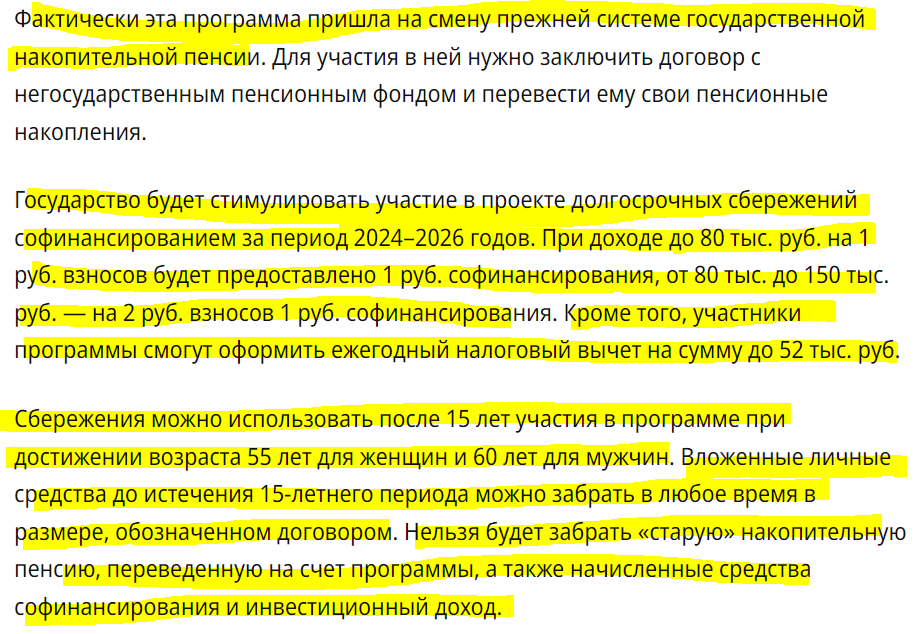 Фактически эта программа пришла на смену прежней системе государственной
накопительной пенсии. Для участия в ней нужно заключить договор с
негосударственным пенсионным фондом и перевести ему свои пенсионные
накопления.
Государство будет стимулировать участие в проекте долгосрочных сбережений
софинансированием за период 2024–2026 годов. При доходе до 80 тыс. руб. на 1
руб. взносов будет предоставлено 1 руб. софинансирования, от 80 тыс. до 150 тыс.
руб. — на 2 руб. взносов 1 руб. софинансирования. Кроме того, участники
программы смогут оформить ежегодный налоговый вычет на сумму до 52 тыс. руб.
Сбережения можно использовать после 15 лет участия в программе при
достижении возраста 55 лет для женщин и 60 лет для мужчин. Вложенные личные
средства до истечения 15-летнего периода можно забрать в любое время в
размере, обозначенном договором. Нельзя будет забрать «старую» накопительную
пенсию, переведенную на счет программы, а также начисленные средства
софинансирования и инвестиционный доход.